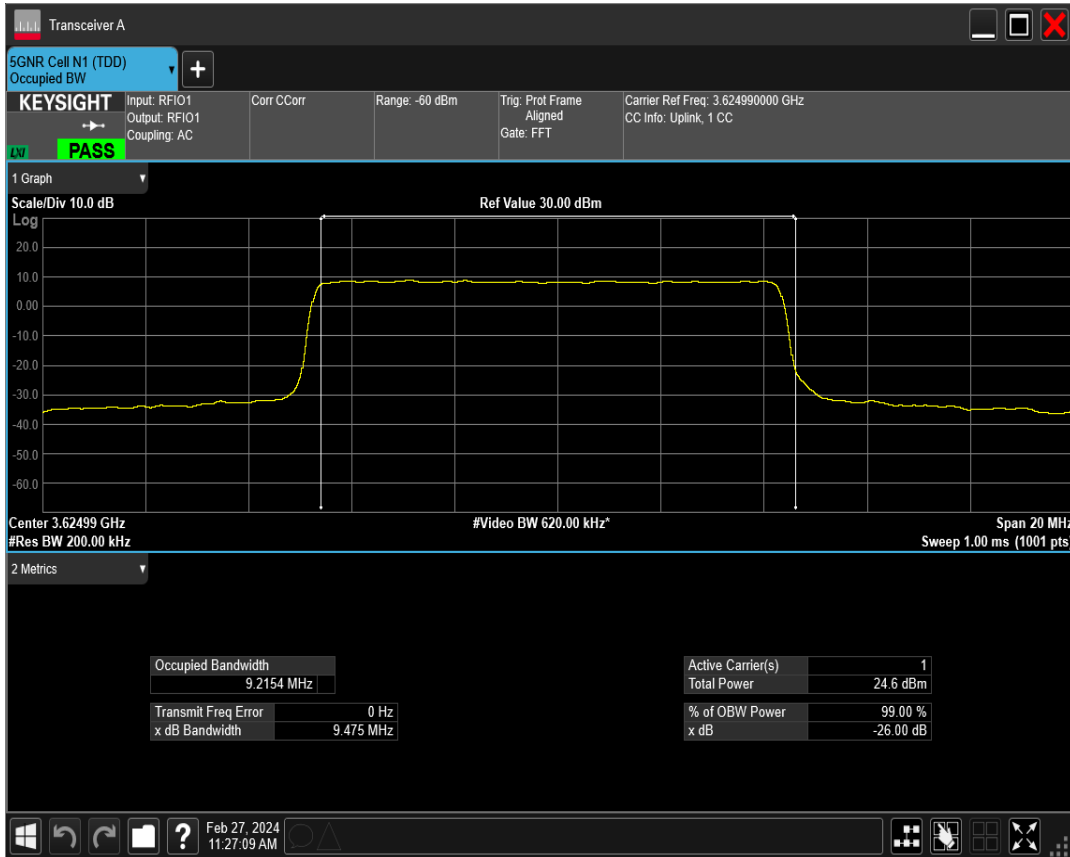 Transceiver A
5GNR Cell N1 (TDD)
Occupied BW
+
KEYSIGHT
LXI
PASS
Input: RFIO1
Output: RFIO1
Coupling: AC
Corr CCorr
Range: -60 dBm
Trig: Prot Frame
Aligned
Gate: FFT
Carrier Ref Freq: 3.624990000 GHz
CC Info: Uplink, 1 CC
1 Graph
Scale/Div 10.0 dB
Ref Value 30.00 dBm
Log
20.0
10.0
0.00
-10.0
-20.0
-30.0
-40.0
-50.0
-60.0
Center 3.62499 GHz
#Video BW 620.00 kHz*
Span 20 MHz
#Res BW 200.00 kHz
Sweep 1.00 ms (1001 pts)
2 Metrics
Occupied Bandwidth
9.2154 MHz
Transmit Freq Error 0 Hz
x dB Bandwidth 9.475 MHz
Active Carrier(s) 1
Total Power 24.6 dBm
% of OBW Power 99.00 %
x dB -26.00 dB
?
Feb 27, 2024
11:27:09 AM